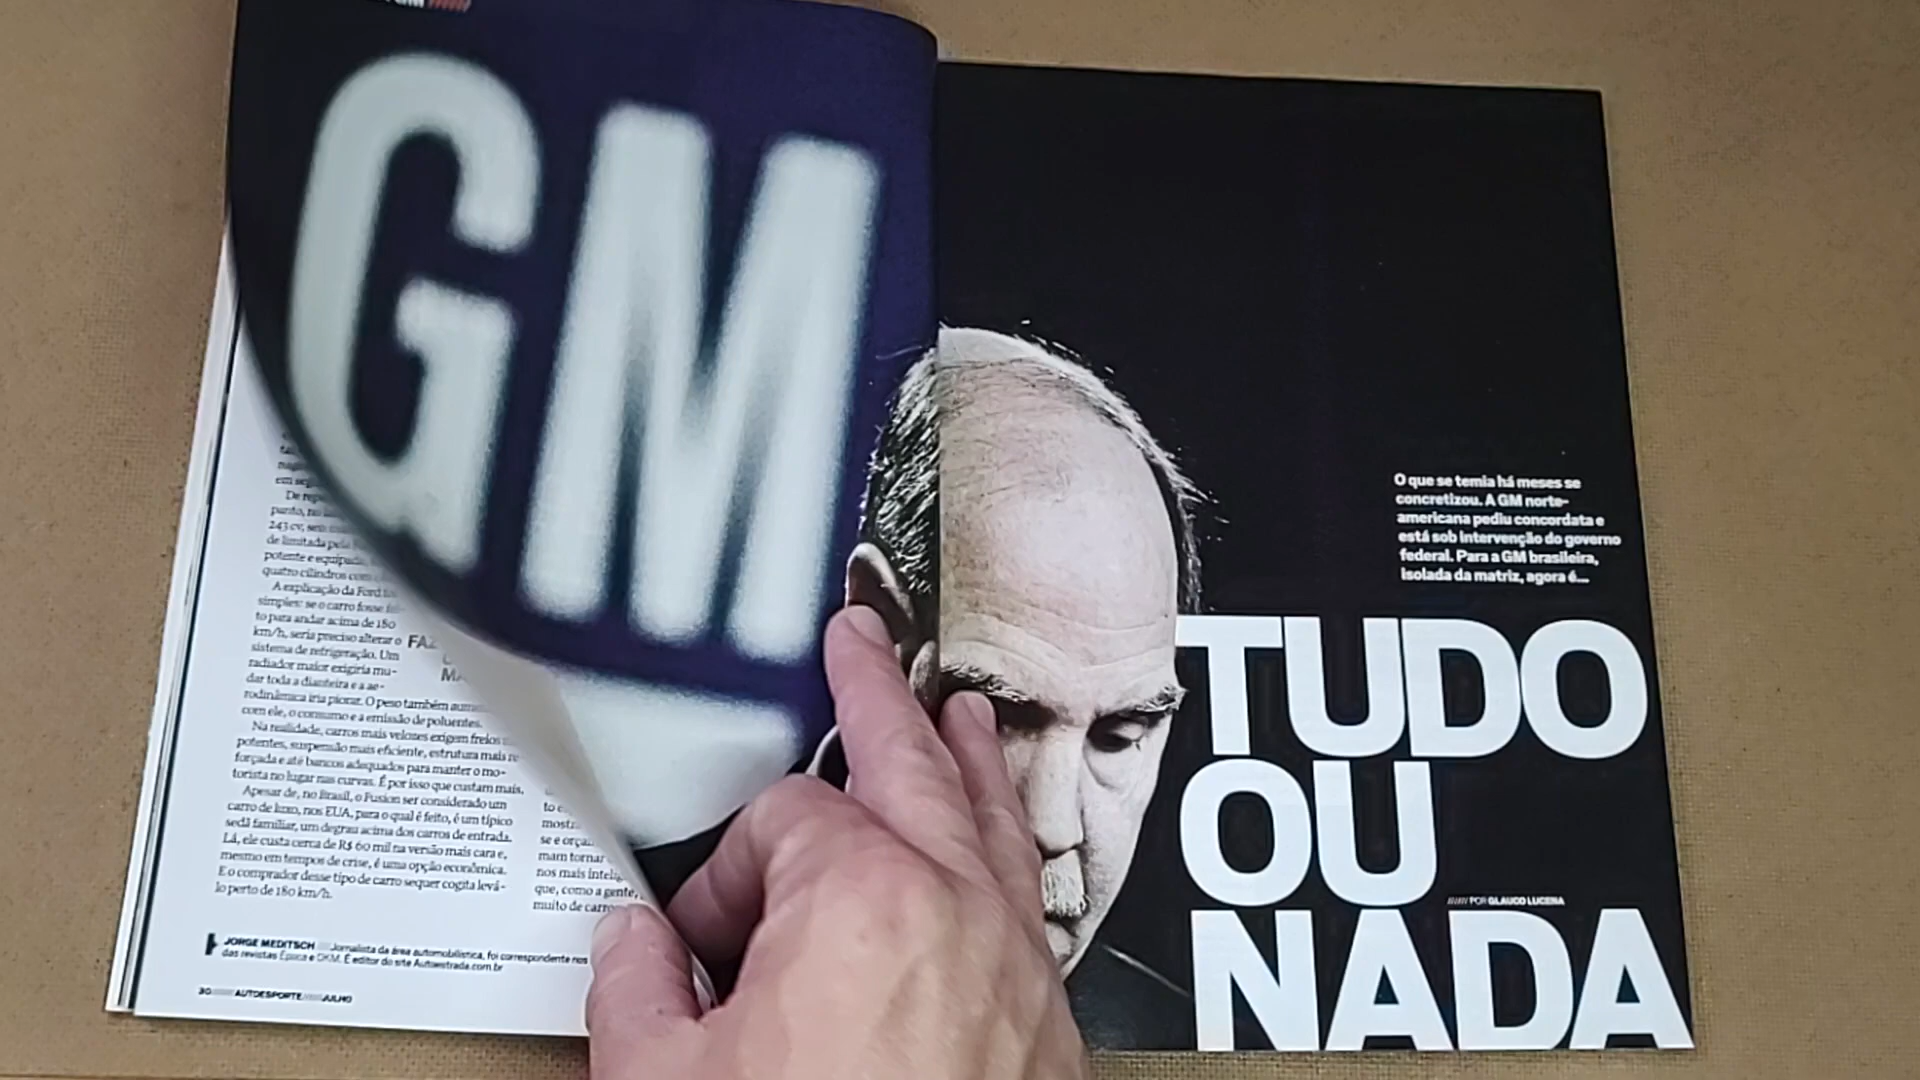 GM
De repe
243 cv, sem
de limitada pela
potente e equipada
quatro cilindros com
A explicação da Ford
simples: se o carro fosse fei-
to para andar acima de 180
km/h, seria preciso alterar o
sistema de refrigeração. Um
radiador maior exigiria mu-
dar toda a dianteira e a ae-
rodinâmica iria piorar. O peso também aume
com ele, o consumo e a emissão de poluentes.
Na realidade, carros mais velozes exigem freios
potentes, suspensão mais eficiente, estrutura mais re
forçada e até bancos adequados para manter o mo-
torista no lugar nas curvas. É por isso que custam mais.
Apesar de, no Brasil, o Fusion ser considerado um
carro de luxo, nos EUA, para o qual é feito, é um típico
sedã familiar, um degrau acima dos carros de entrada.
Lá, ele custa cerca de R$ 60 mil na versão mais cara e,
mesmo em tempos de crise, é uma opção econômica.
E o comprador desse tipo de carro sequer cogita levá-
lo perto de 180 km/h.
FAZ
MA
mostra
se e orça
mam tornar
nos mais intelig
que, como a gente,
muito de carro
JORGE MEDITSCH Jornalista da área automobilística, foi correspondente nos
das revistas Época e DKM. É editor do site Autoestrada.com.br
30 AUTOESPORTE JULHO
O que se temia há meses se
concretizou. A GM norte-
americana pediu concordata e
está sob intervenção do governo
federal. Para a GM brasileira,
isolada da matriz, agora é...
TUDO
OU
////// POR GLAUCO LUCENA
NADA